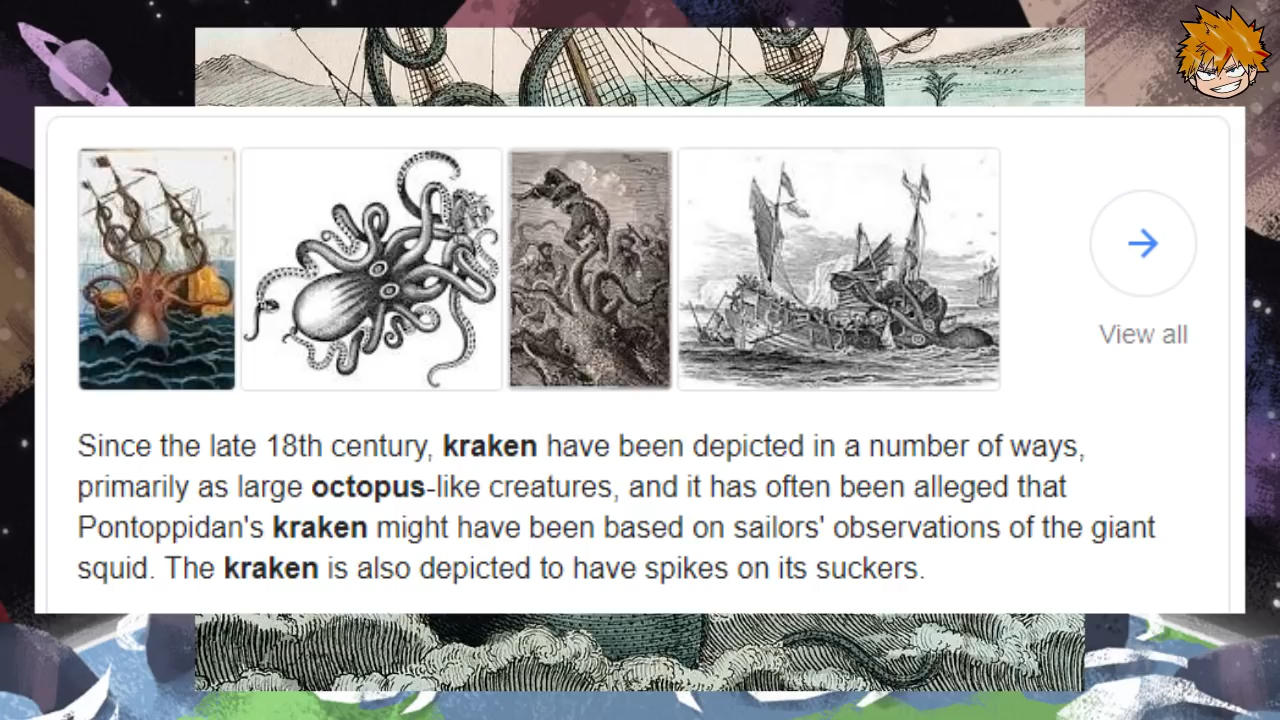 View all
Since the late 18th century, kraken have been depicted in a number of ways,
primarily as large octopus-like creatures, and it has often been alleged that
Pontoppidan's kraken might have been based on sailors' observations of the giant
squid. The kraken is also depicted to have spikes on its suckers.